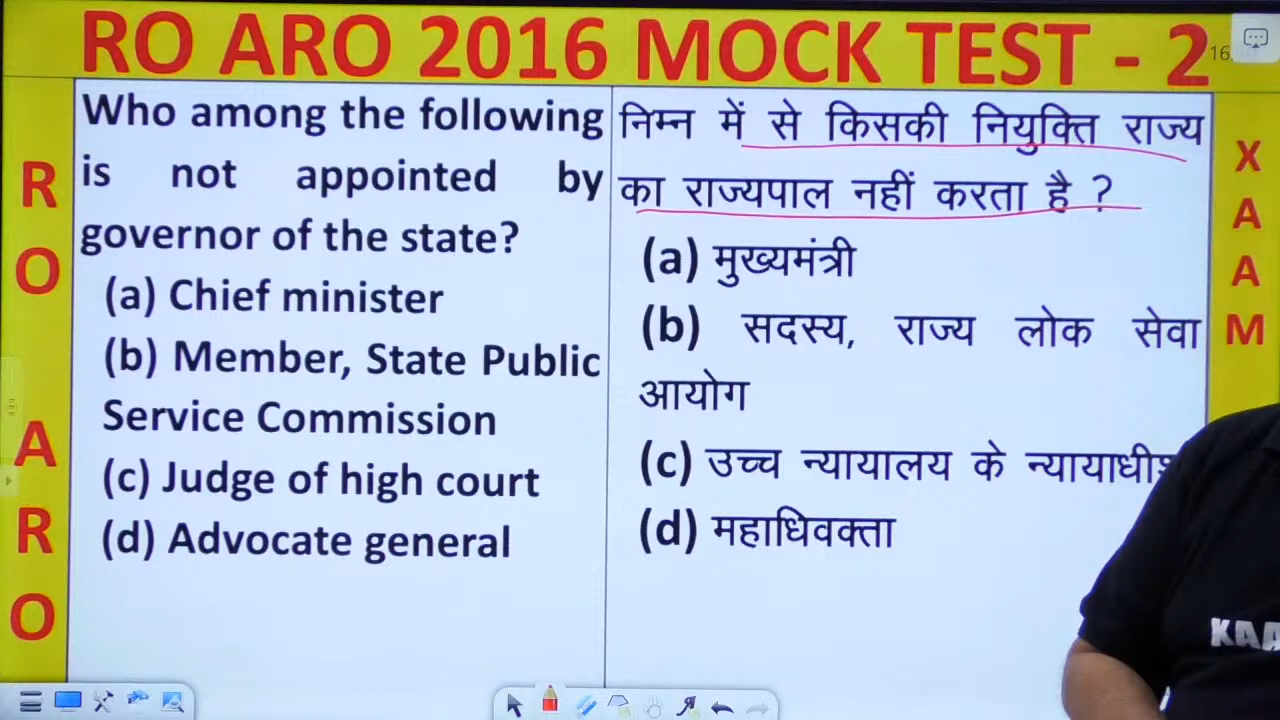 RO ARO 2016 MOCK TEST - 2
16
Who among the following
is not appointed by
governor of the state?
(a) Chief minister
(b) Member, State Public
Service Commission
(c) Judge of high court
(d) Advocate general
निम्न में से किसकी नियुक्ति राज्य
का राज्यपाल नहीं करता है ?
(a) मुख्यमंत्री
(b) सदस्य, राज्य लोक सेवा
आयोग
(c) उच्च न्यायालय के
(d) महाधिवक्ता
R
O
A
R
O
X
A
A
M